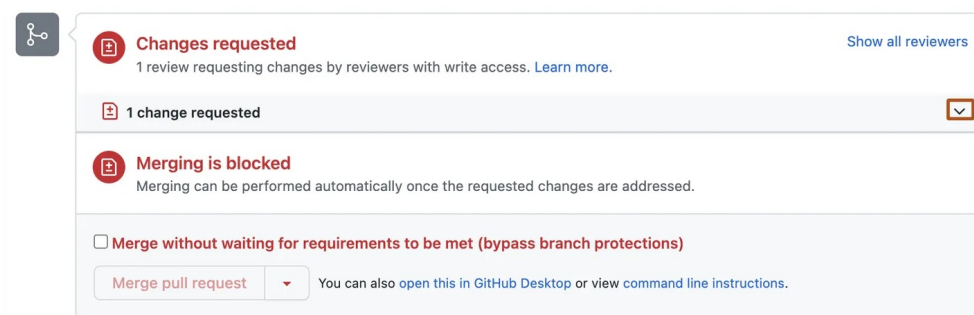 Changes requested
Show all reviewers
1 review requesting changes by reviewers with write access. Learn more.
1 change requested
Merging is blocked
Merging can be performed automatically once the requested changes are addressed.
Merge without waiting for requirements to be met (bypass branch protections)
Merge pull request
You can also open this in GitHub Desktop or view command line instructions.